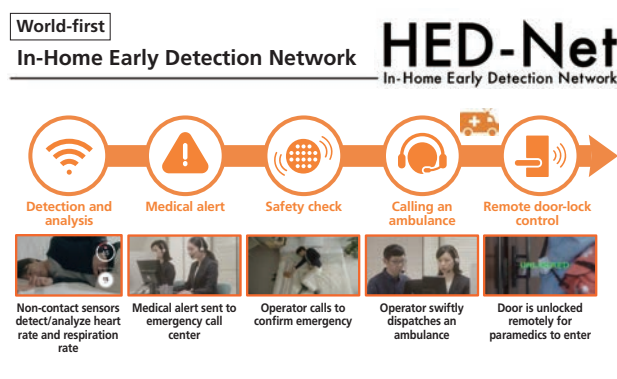 World-first
In-Home Early Detection Network
HED-Net
In-Home Early Detection Network
Detection and
analysis
Medical alert
Safety check
Calling an
ambulance
Remote door-lock
control
UNLOCKED
Non-contact sensors
detect/analyze heart
rate and respiration
rate
Medical alert sent to
emergency call
center
Operator calls to
confirm emergency
Operator swiftly
dispatches an
ambulance
Door is unlocked
remotely for
paramedics to enter